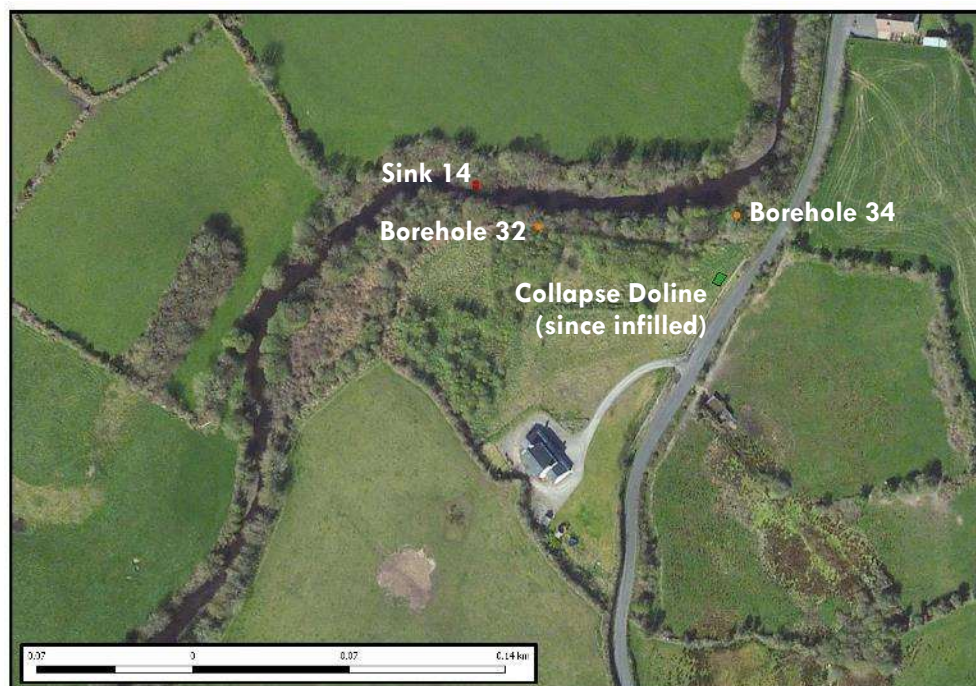 Sink 14
Borehole 34
Borehole 32
Collapse Doline
(since infilled)
0.07 0 0.07 0.14 km